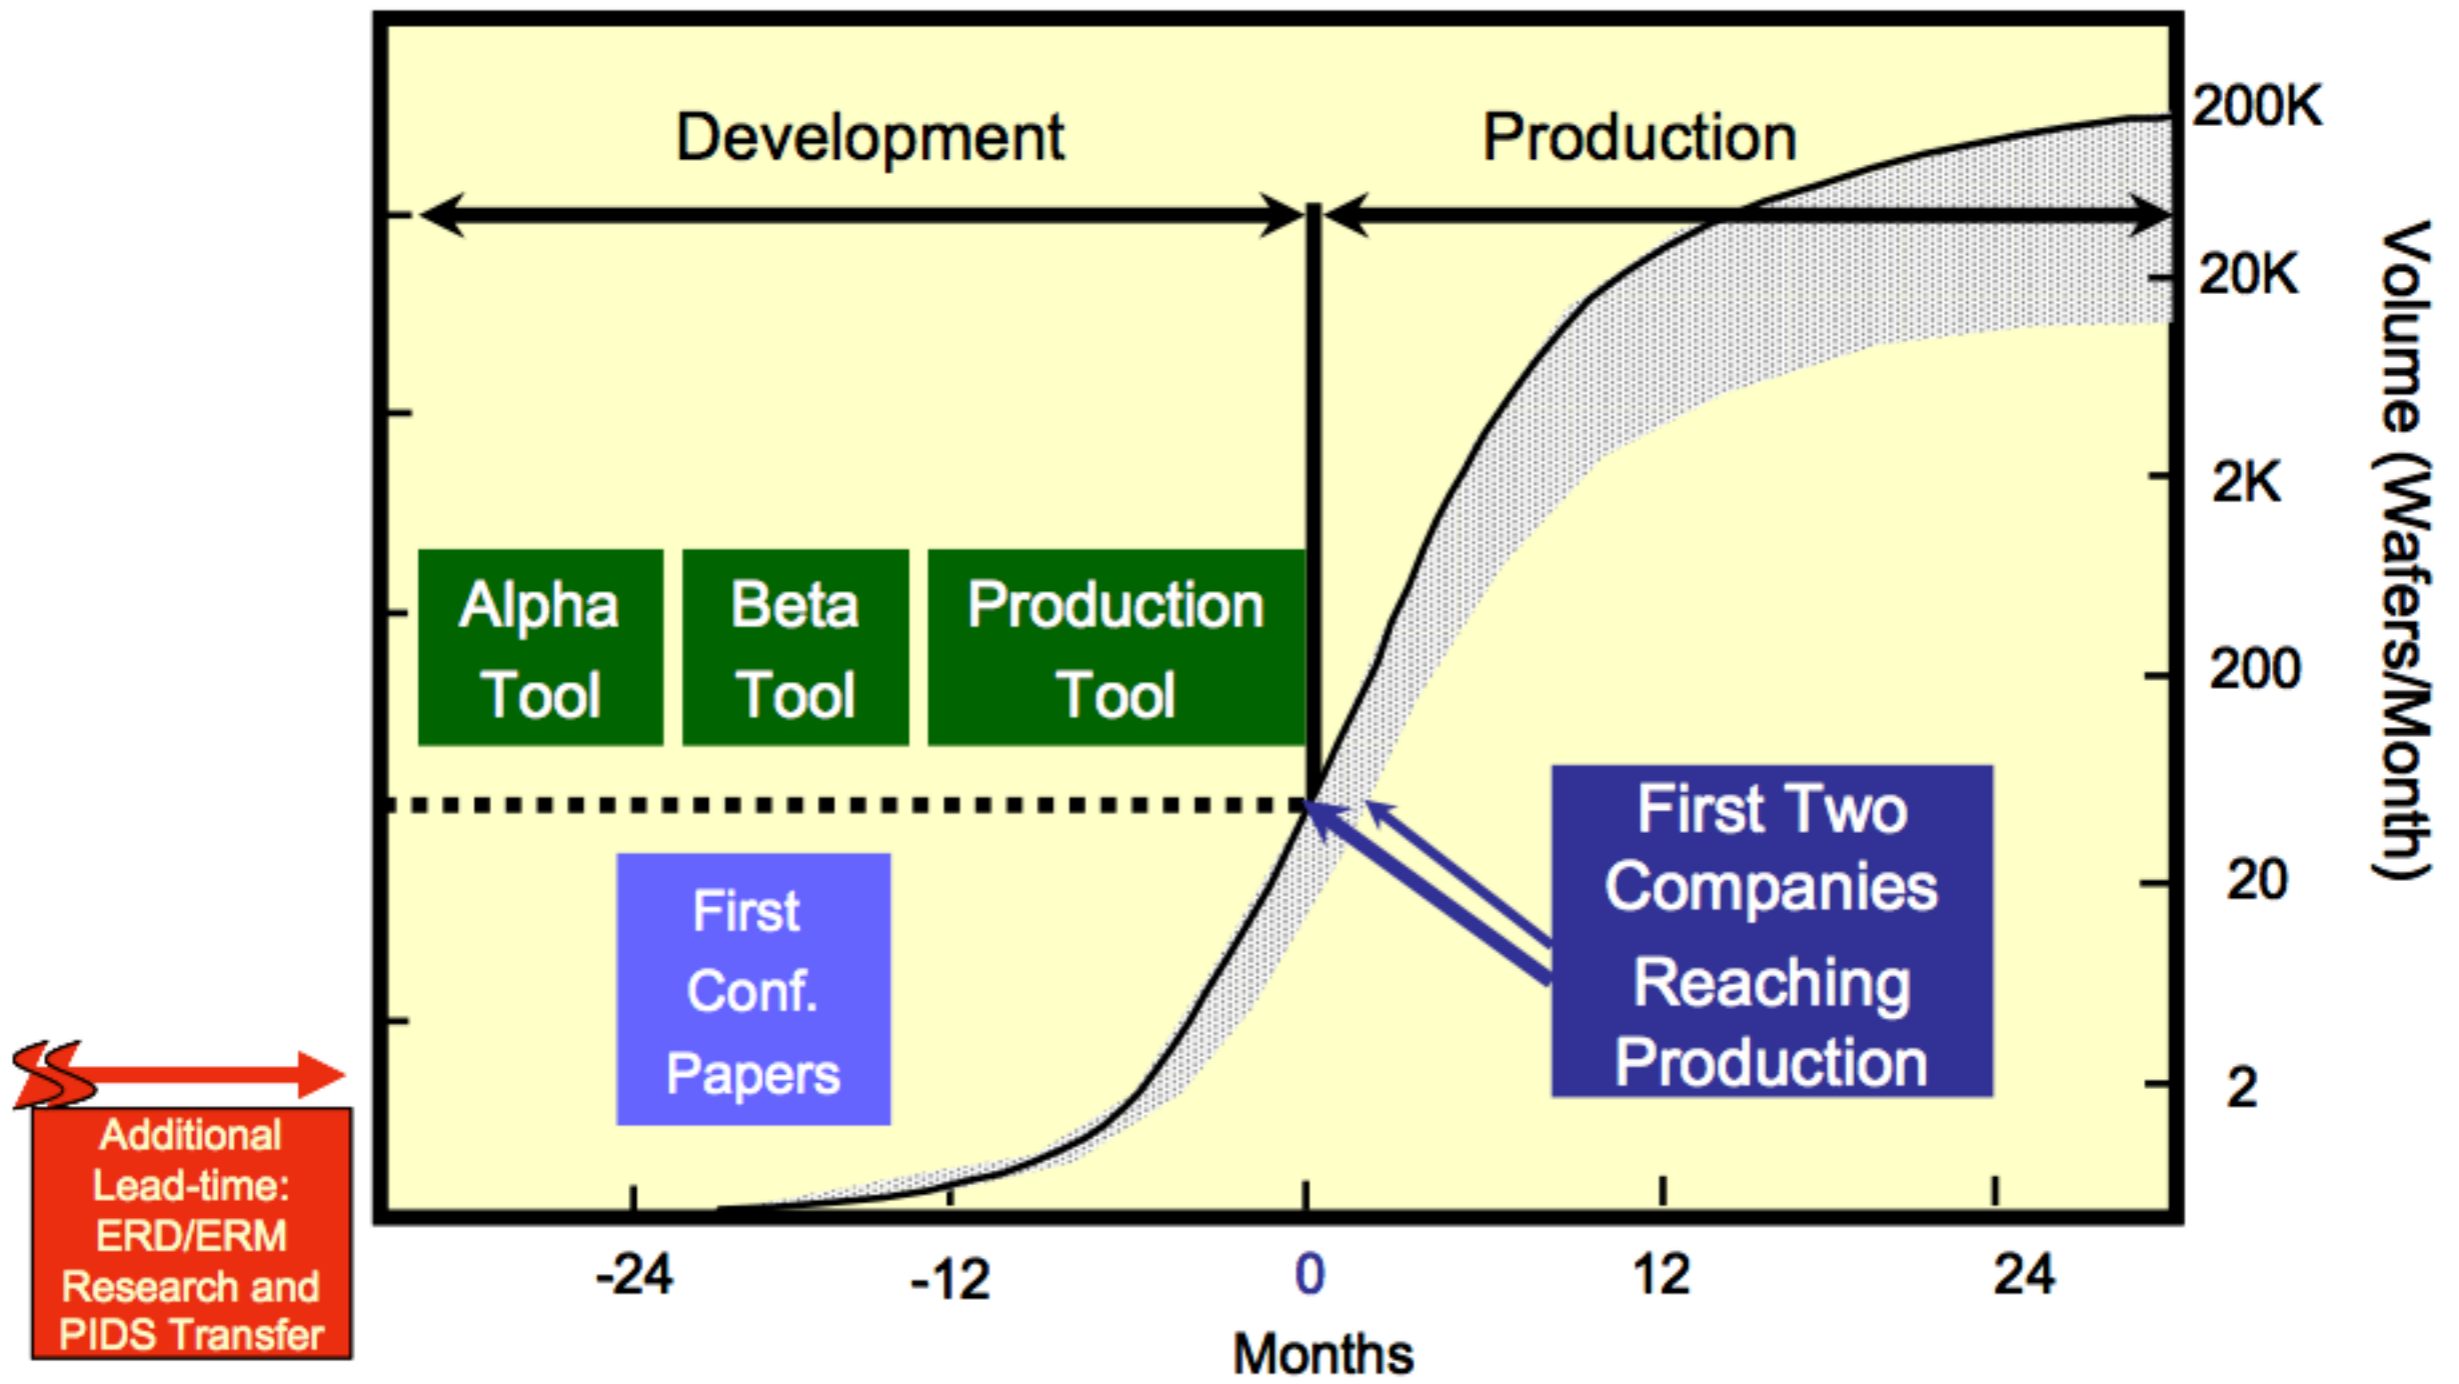 Development
Production
200K
20K
2K
200
20
2
Volume (Wafers/Month)
Alpha
Tool
Beta
Tool
Production
Tool
First
Conf.
Papers
First Two
Companies
Reaching
Production
Additional
Lead-time:
ERD/ERM
Research and
PIDS Transfer
-24
-12
0
12
24
Months